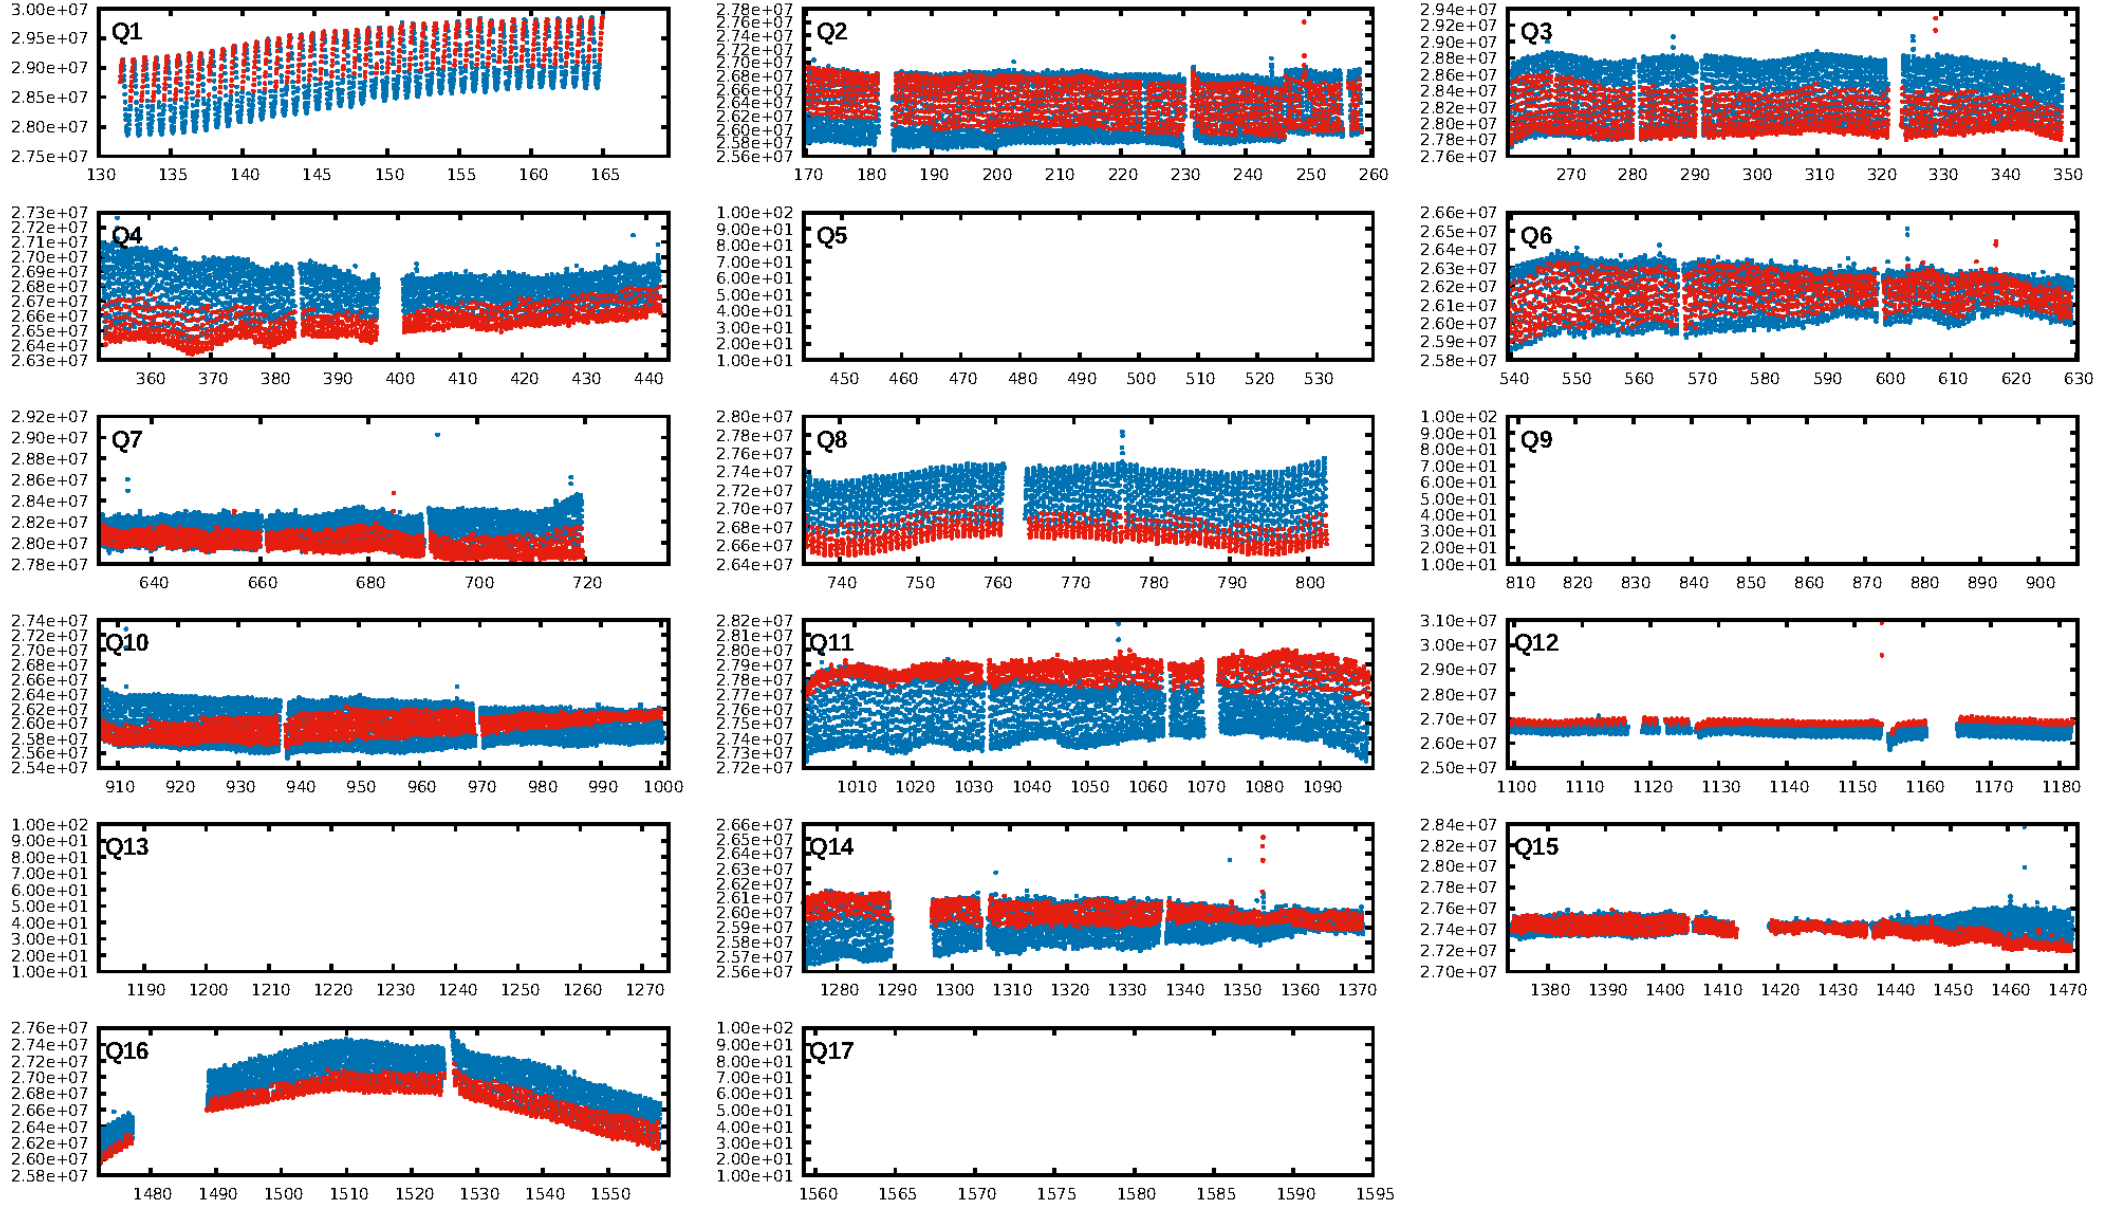 Q1
3.00e+07
2.95e+07
2.90e+07
2.85e+07
2.80e+07
2.75e+07
130 135 140 145 150 155 160 165
Q2
2.78e+07
2.76e+07
2.74e+07
2.72e+07
2.70e+07
2.68e+07
2.66e+07
2.64e+07
2.62e+07
2.60e+07
2.58e+07
2.56e+07
170 180 190 200 210 220 230 240 250 260
Q3
2.94e+07
2.92e+07
2.90e+07
2.88e+07
2.86e+07
2.84e+07
2.82e+07
2.80e+07
2.78e+07
2.76e+07
270 280 290 300 310 320 330 340 350
Q4
2.73e+07
2.72e+07
2.71e+07
2.70e+07
2.69e+07
2.68e+07
2.67e+07
2.66e+07
2.65e+07
2.64e+07
2.63e+07
360 370 380 390 400 410 420 430 440
Q5
1.00e+02
9.00e+01
8.00e+01
7.00e+01
6.00e+01
5.00e+01
4.00e+01
3.00e+01
2.00e+01
1.00e+01
450 460 470 480 490 500 510 520 530
Q6
2.66e+07
2.65e+07
2.64e+07
2.63e+07
2.62e+07
2.61e+07
2.60e+07
2.59e+07
2.58e+07
540 550 560 570 580 590 600 610 620 630
Q7
2.92e+07
2.90e+07
2.88e+07
2.86e+07
2.84e+07
2.82e+07
2.80e+07
2.78e+07
640 660 680 700 720
Q8
2.80e+07
2.78e+07
2.76e+07
2.74e+07
2.72e+07
2.70e+07
2.68e+07
2.66e+07
2.64e+07
740 750 760 770 780 790 800
Q9
1.00e+02
9.00e+01
8.00e+01
7.00e+01
6.00e+01
5.00e+01
4.00e+01
3.00e+01
2.00e+01
1.00e+01
810 820 830 840 850 860 870 880 890 900
Q10
2.74e+07
2.72e+07
2.70e+07
2.68e+07
2.66e+07
2.64e+07
2.62e+07
2.60e+07
2.58e+07
2.56e+07
2.54e+07
910 920 930 940 950 960 970 980 990 1000
Q11
2.82e+07
2.81e+07
2.80e+07
2.79e+07
2.78e+07
2.77e+07
2.76e+07
2.75e+07
2.74e+07
2.73e+07
2.72e+07
1010 1020 1030 1040 1050 1060 1070 1080 1090
Q12
3.10e+07
3.00e+07
2.90e+07
2.80e+07
2.70e+07
2.60e+07
2.50e+07
1100 1110 1120 1130 1140 1150 1160 1170 1180
Q13
1.00e+02
9.00e+01
8.00e+01
7.00e+01
6.00e+01
5.00e+01
4.00e+01
3.00e+01
2.00e+01
1.00e+01
1190 1200 1210 1220 1230 1240 1250 1260 1270
Q14
2.66e+07
2.65e+07
2.64e+07
2.63e+07
2.62e+07
2.61e+07
2.60e+07
2.59e+07
2.58e+07
2.57e+07
2.56e+07
1280 1290 1300 1310 1320 1330 1340 1350 1360 1370
Q15
2.84e+07
2.82e+07
2.80e+07
2.78e+07
2.76e+07
2.74e+07
2.72e+07
2.70e+07
1380 1390 1400 1410 1420 1430 1440 1450 1460 1470
Q16
2.76e+07
2.74e+07
2.72e+07
2.70e+07
2.68e+07
2.66e+07
2.64e+07
2.62e+07
2.60e+07
2.58e+07
1480 1490 1500 1510 1520 1530 1540 1550
Q17
1.00e+02
9.00e+01
8.00e+01
7.00e+01
6.00e+01
5.00e+01
4.00e+01
3.00e+01
2.00e+01
1.00e+01
1560 1565 1570 1575 1580 1585 1590 1595